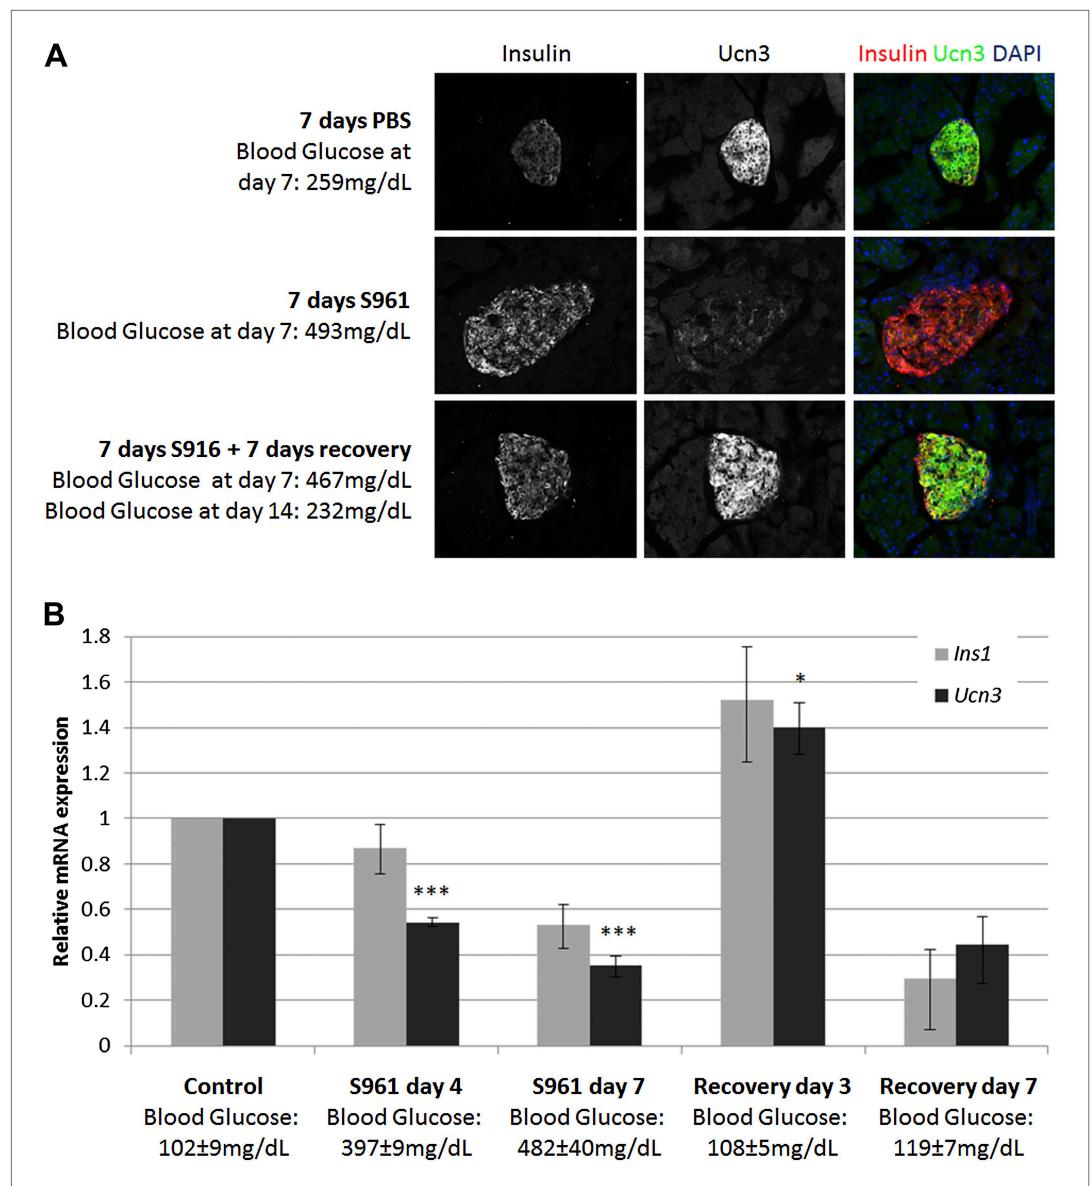 A
Insulin
Ucn3
Insulin Ucn3 DAPI
7 days PBS
Blood Glucose at
day 7: 259mg/dL
7 days S961
Blood Glucose at day 7: 493mg/dL
7 days S916 + 7 days recovery
Blood Glucose at day 7: 467mg/dL
Blood Glucose at day 14: 232mg/dL
B
Relative mRNA expression
1.8
1.6
1.4
1.2
1
0.8
0.6
0.4
0.2
0
Ins1
Ucn3
***
***
*
Control
Blood Glucose:
102±9mg/dL
S961 day 4
Blood Glucose:
397±9mg/dL
S961 day 7
Blood Glucose:
482±40mg/dL
Recovery day 3
Blood Glucose:
108±5mg/dL
Recovery day 7
Blood Glucose:
119±7mg/dL